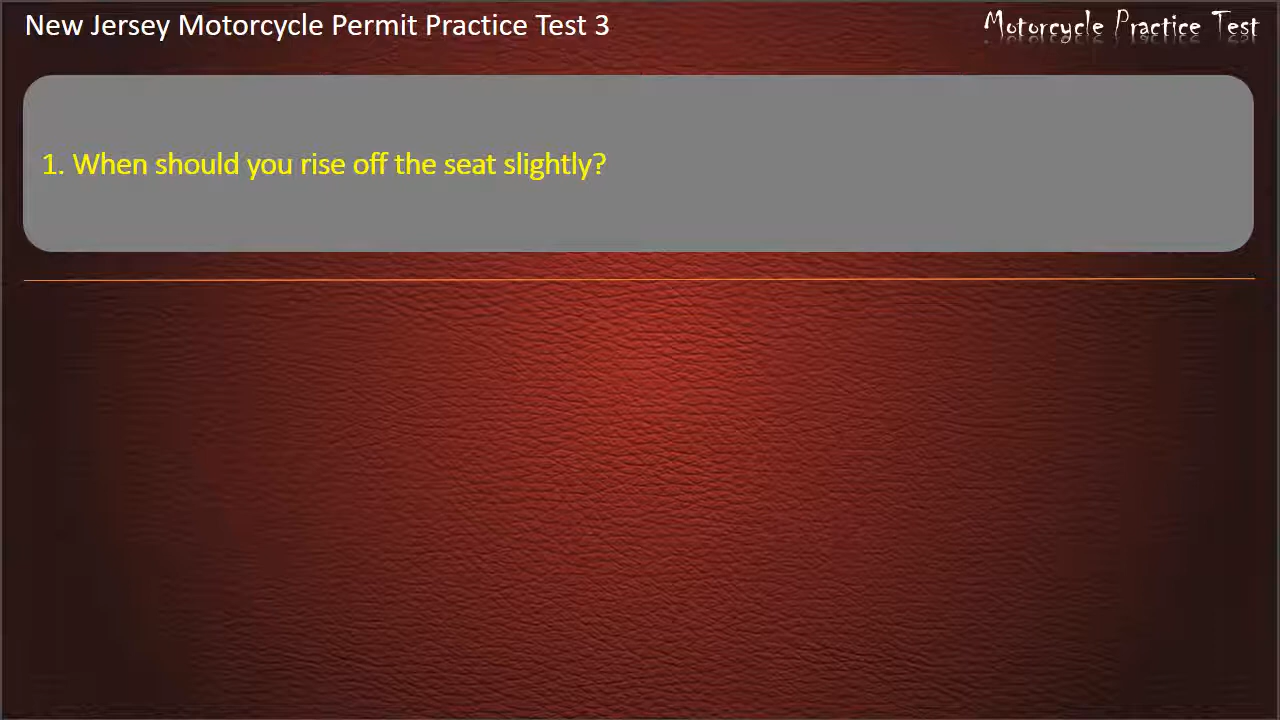 New Jersey Motorcycle Permit Practice Test 3
Motorcycle Practice Test
1. When should you rise off the seat slightly?